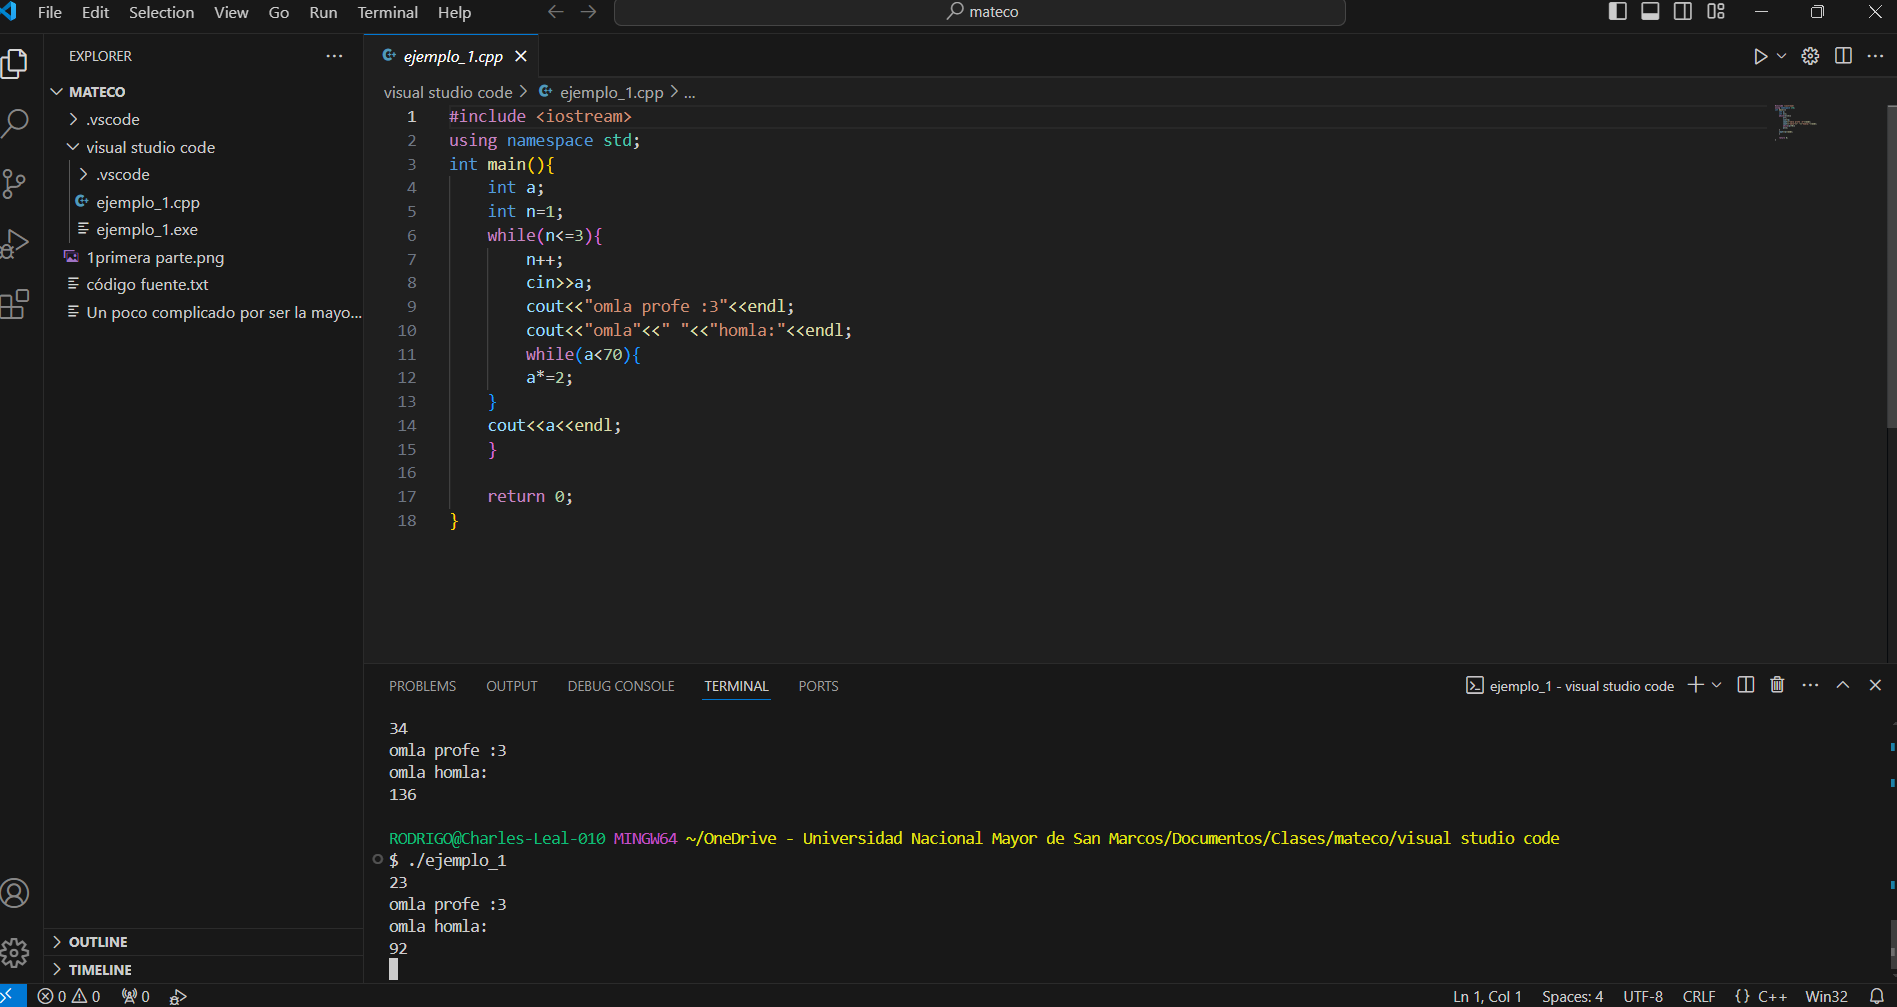 File Edit Selection View Go Run Terminal Help
mateco
EXPLORER
MATECO
.vscode
visual studio code
.vscode
ejemplo_1.cpp
ejemplo_1.exe
1primera parte.png
código fuente.txt
Un poco complicado por ser la mayo...
OUTLINE
TIMELINE
ejemplo_1.cpp
visual studio code > ejemplo_1.cpp > ...
1 #include <iostream>
2 using namespace std;
3 int main(){
4 int a;
5 int n=1;
6 while(n<=3){
7 n++;
8 cin>>a;
9 cout<<"omla profe :3"<<endl;
10 cout<<"omla"<<" "<<"homla:"<<endl;
11 while(a<70){
12 a*=2;
13 }
14 cout<<a<<endl;
15 }
16
17 return 0;
18 }
PROBLEMS OUTPUT DEBUG CONSOLE TERMINAL PORTS
ejemplo_1 - visual studio code
34
omla profe :3
omla homla:
136
RODRIGO@Charles-Leal-010 MINGW64 ~/OneDrive - Universidad Nacional Mayor de San Marcos/Documentos/Clases/mateco/visual studio code
$ ./ejemplo_1
23
omla profe :3
omla homla:
92
0 0 0
Ln 1, Col 1 Spaces: 4 UTF-8 CRLF {} C++ Win32